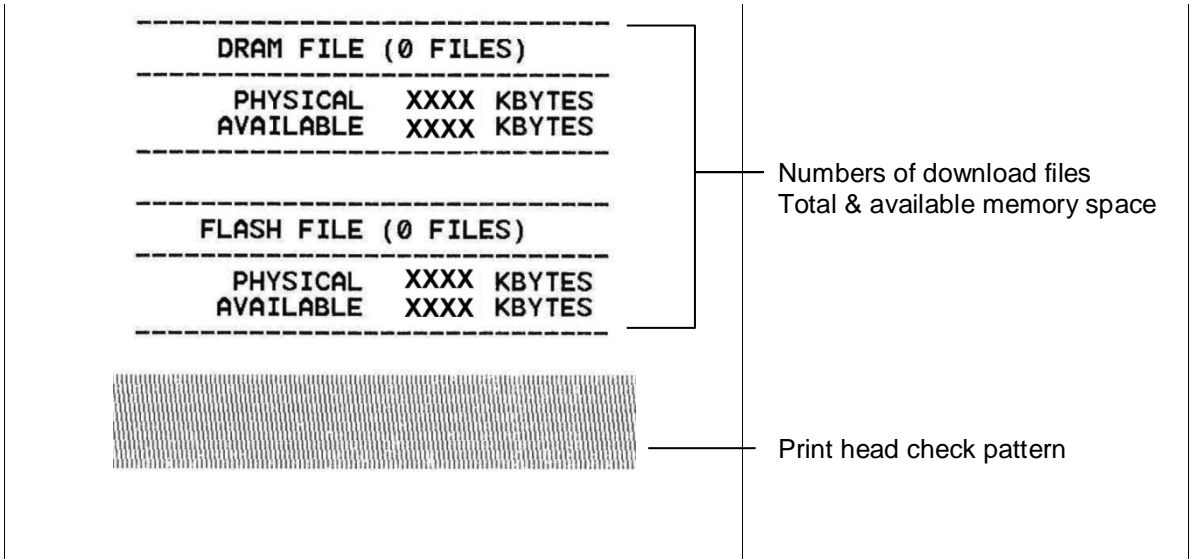 DRAM FILE (0 FILES)
PHYSICAL XXXX KBYTES
AVAILABLE XXXX KBYTES
FLASH FILE (0 FILES)
PHYSICAL XXXX KBYTES
AVAILABLE XXXX KBYTES
Numbers of download files
Total & available memory space
Print head check pattern